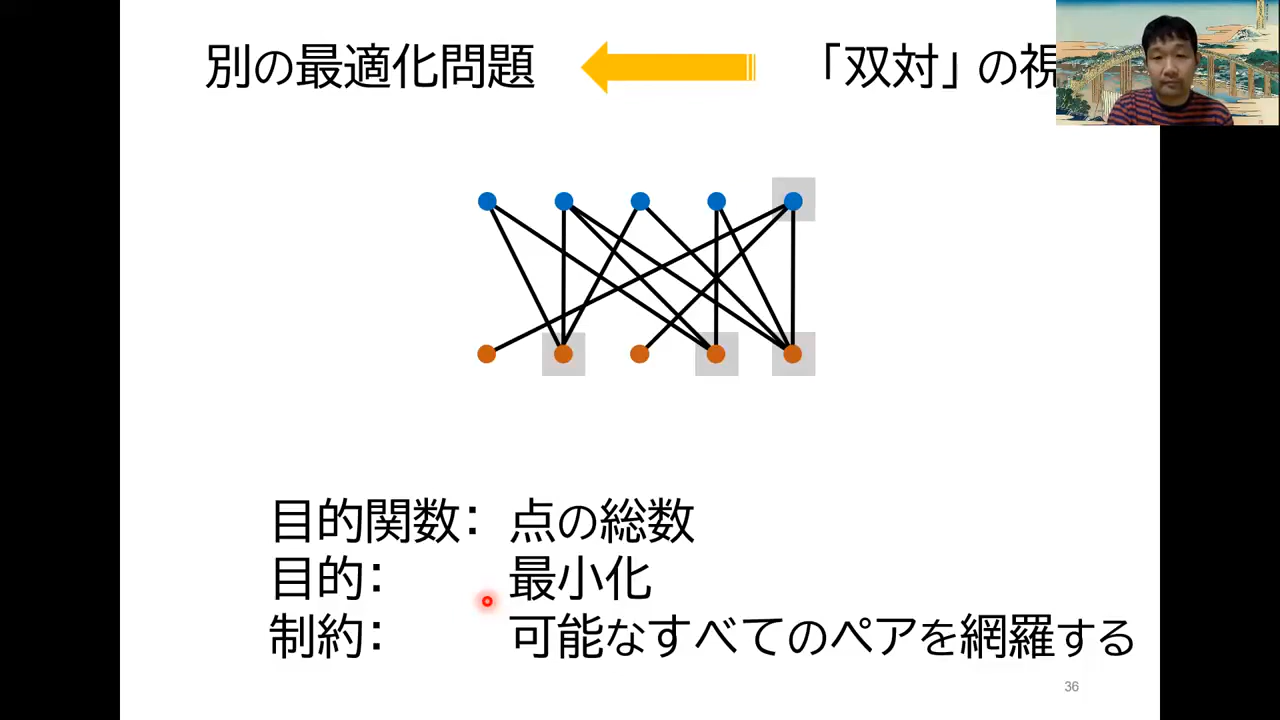 別の最適化問題
「双対」の視
目的関数： 点の総数
目的： 最小化
制約： 可能なすべてのペアを網羅する
36